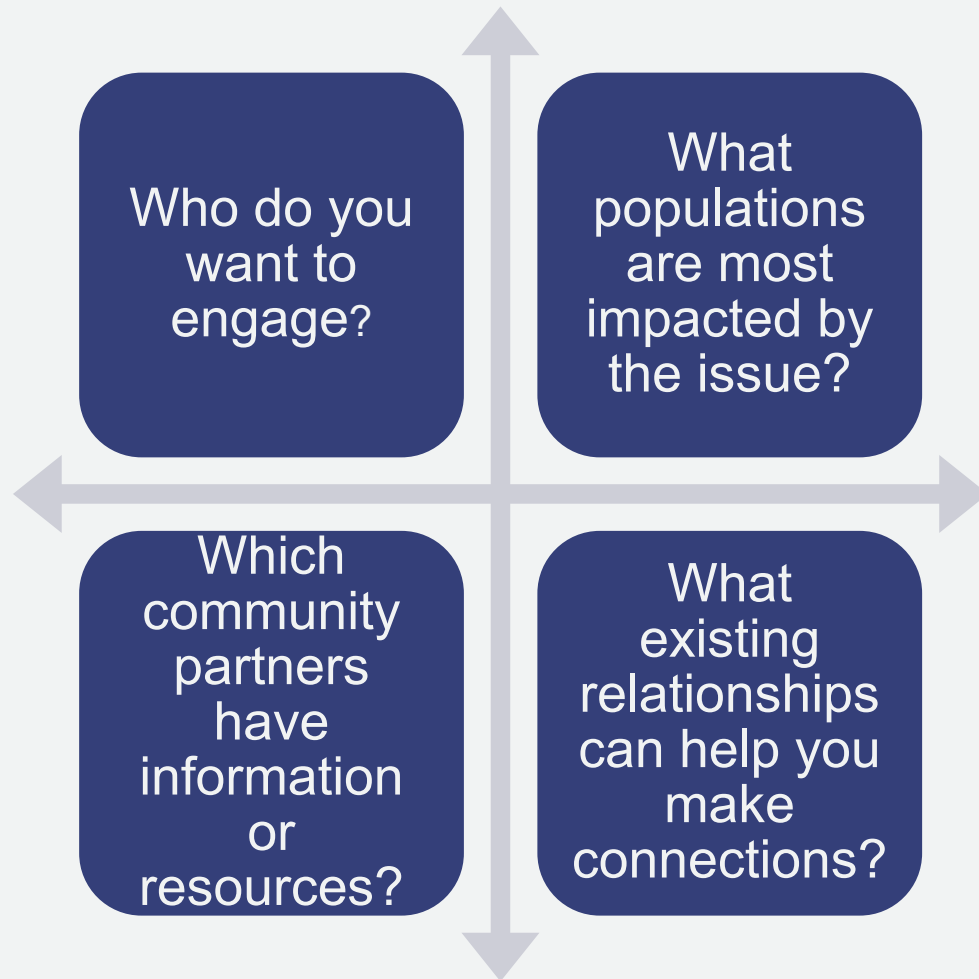 Who do you
want to
engage?
What
populations
are most
impacted by
the issue?
Which
community
partners
have
information
or
resources?
What
existing
relationships
can help you
make
connections?